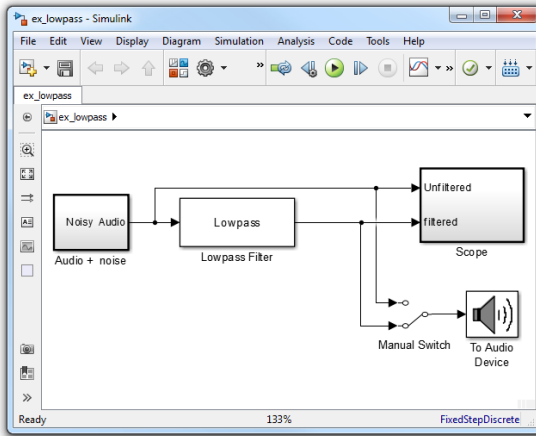 ex_lowpass - Simulink
File Edit View Display Diagram Simulation Analysis Code Tools Help
ex_lowpass
ex_lowpass
Noisy Audio
Audio + noise
Lowpass
Lowpass Filter
Unfiltered
filtered
Scope
Manual Switch
To Audio
Device
Ready 133% FixedStepDiscrete